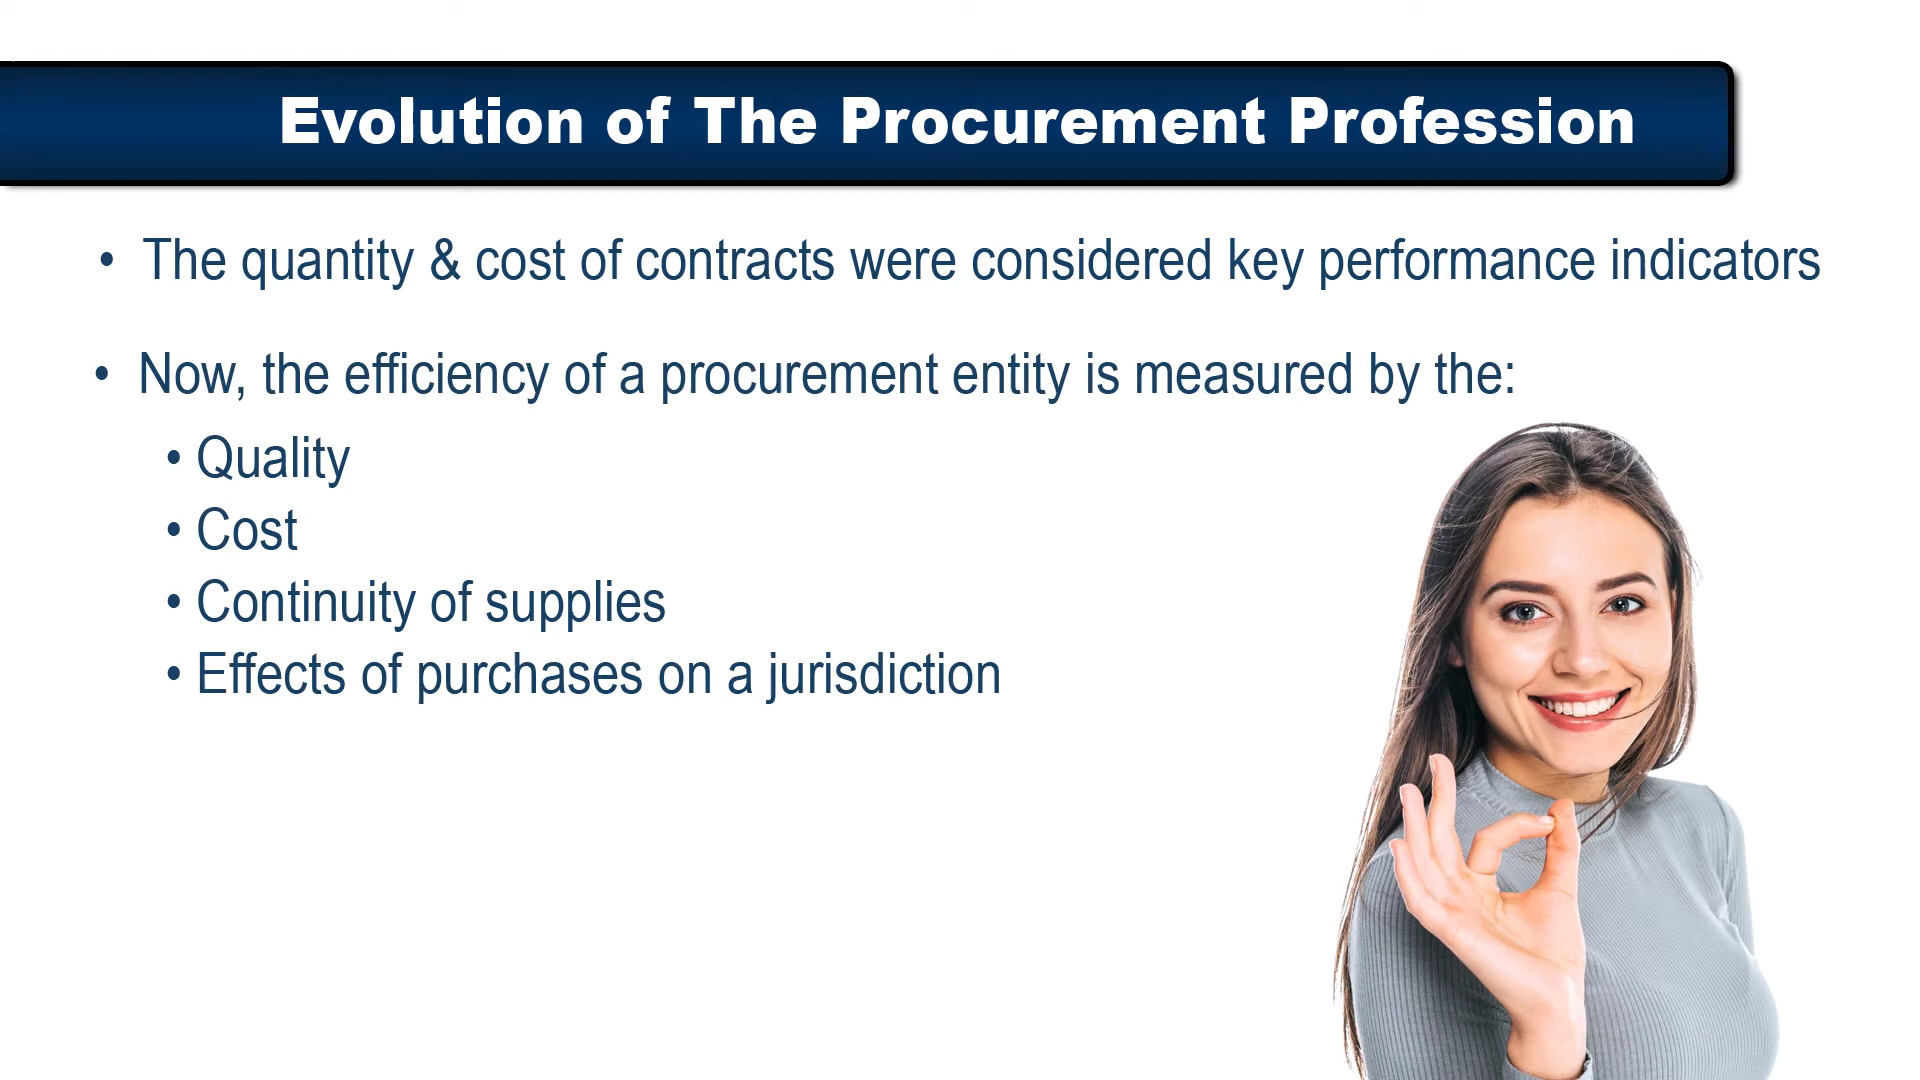 Evolution of The Procurement Profession
• The quantity & cost of contracts were considered key performance indicators
• Now, the efficiency of a procurement entity is measured by the:
• Quality
• Cost
• Continuity of supplies
• Effects of purchases on a jurisdiction